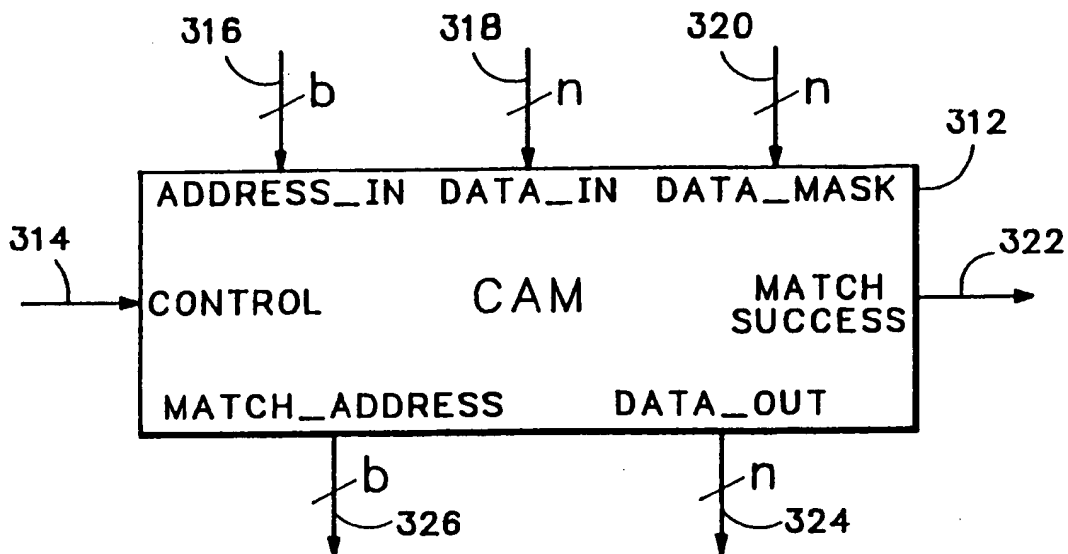 316 318 320
b n n
312
ADDRESS_IN DATA_IN DATA_MASK
314 322
CONTROL CAM MATCH
SUCCESS
MATCH_ADDRESS DATA_OUT
b n
326 324